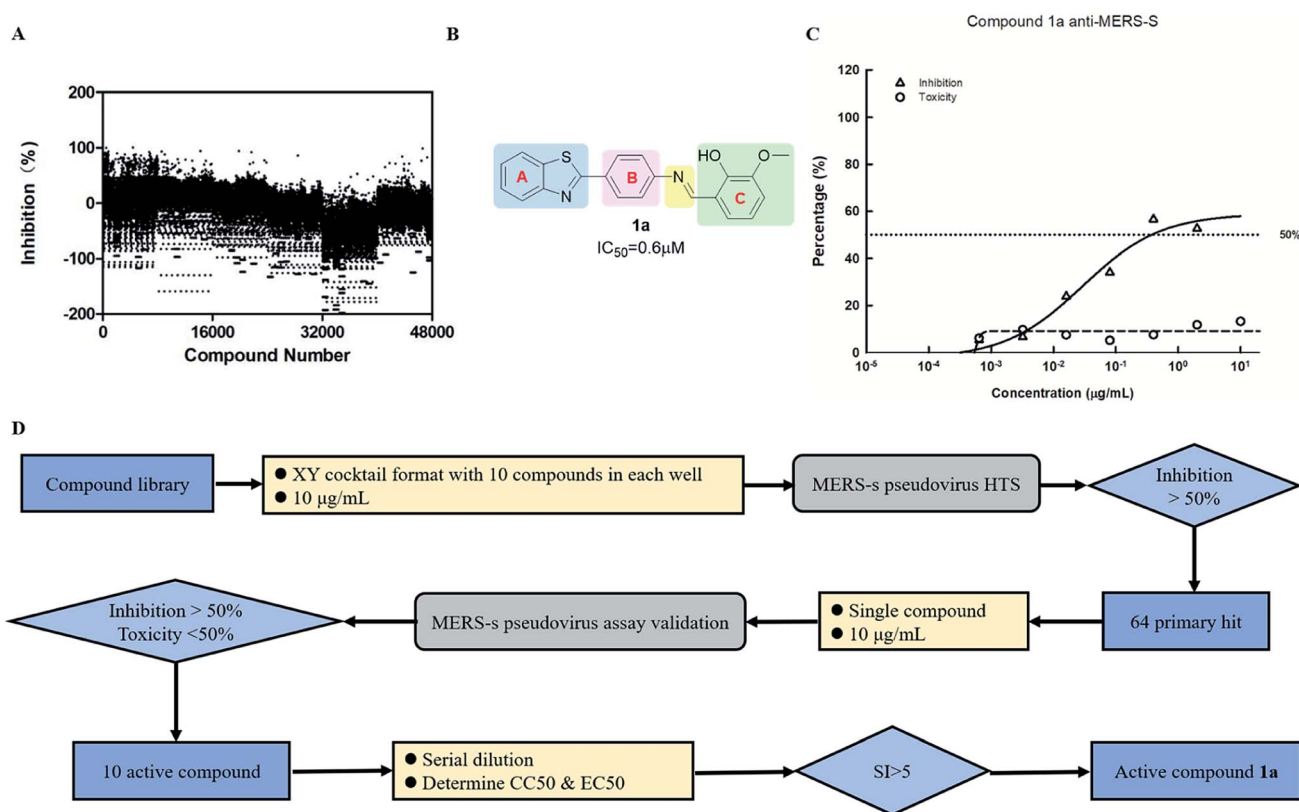 A
200
100
0
-100
-200
Inhibition (%)
0
16000
32000
48000
Compound Number
B
A
S
N
B
N
HO
O
C
1a
IC50=0.6μM
C
Compound 1a anti-MERS-S
Inhibition
Toxicity
120
100
80
60
40
20
0
Percentage (%)
50%
10-5
10-4
10-3
10-2
10-1
100
101
Concentration (μg/mL)
D
Compound library
● XY cocktail format with 10 compounds in each well
● 10 μg/mL
MERS-s pseudovirus HTS
Inhibition
> 50%
Inhibition > 50%
Toxicity <50%
MERS-s pseudovirus assay validation
● Single compound
● 10 μg/mL
64 primary hit
10 active compound
● Serial dilution
● Determine CC50 & EC50
SI>5
Active compound 1a